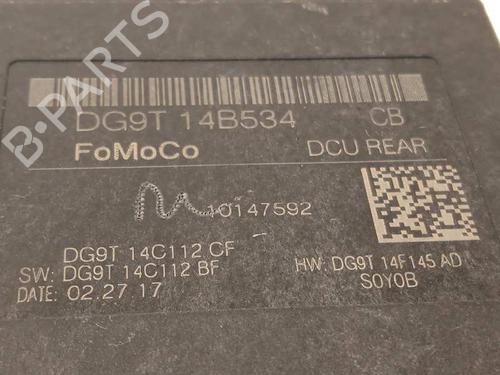 B-PARTS
DG9T 14B534 CB
FoMoCo DCU REAR
10147592
DG9T 14C112 CF
SW: DG9T 14C112 BF
HW: DG9T 14F145 AD
DATE: 02.27.17
S0Y0B